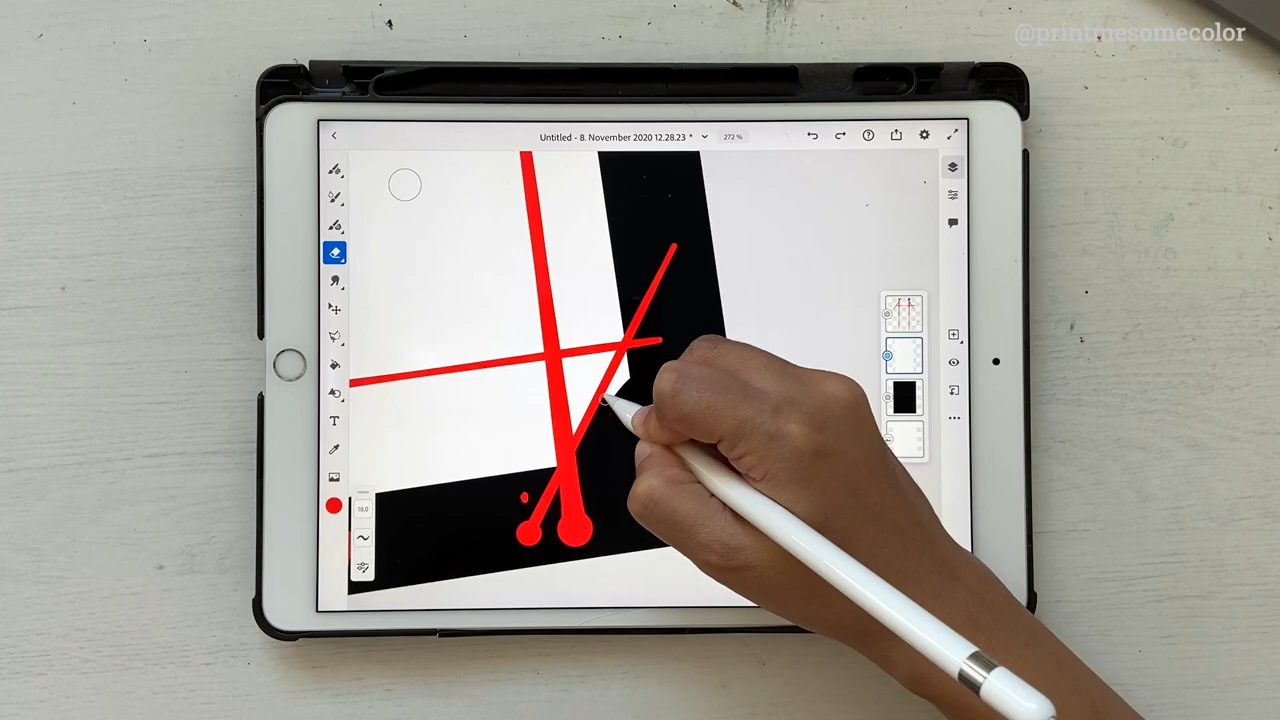 @printmesomecolor
Untitled - 8. November 2020 12.28.23 *
272 %
T
18,0